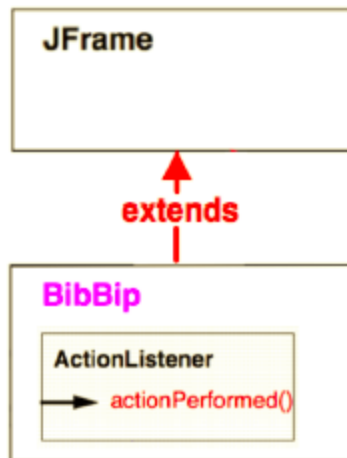 JFrame
extends
BibBip
ActionListener
actionPerformed()